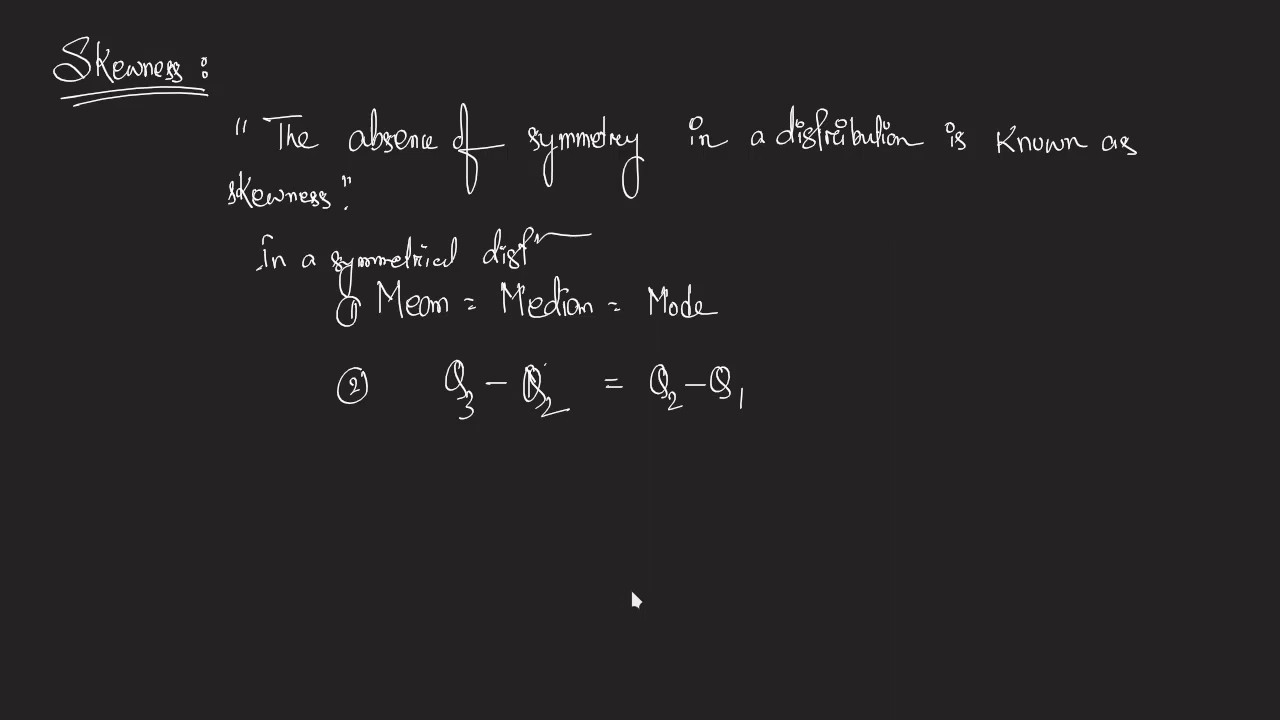 Skewness :
" The absence of symmetry in a distribution is known as
skewness ".
In a symmetrical distn
① Mean = Median = Mode
② Q₃ - Q₂ = Q₂ - Q₁